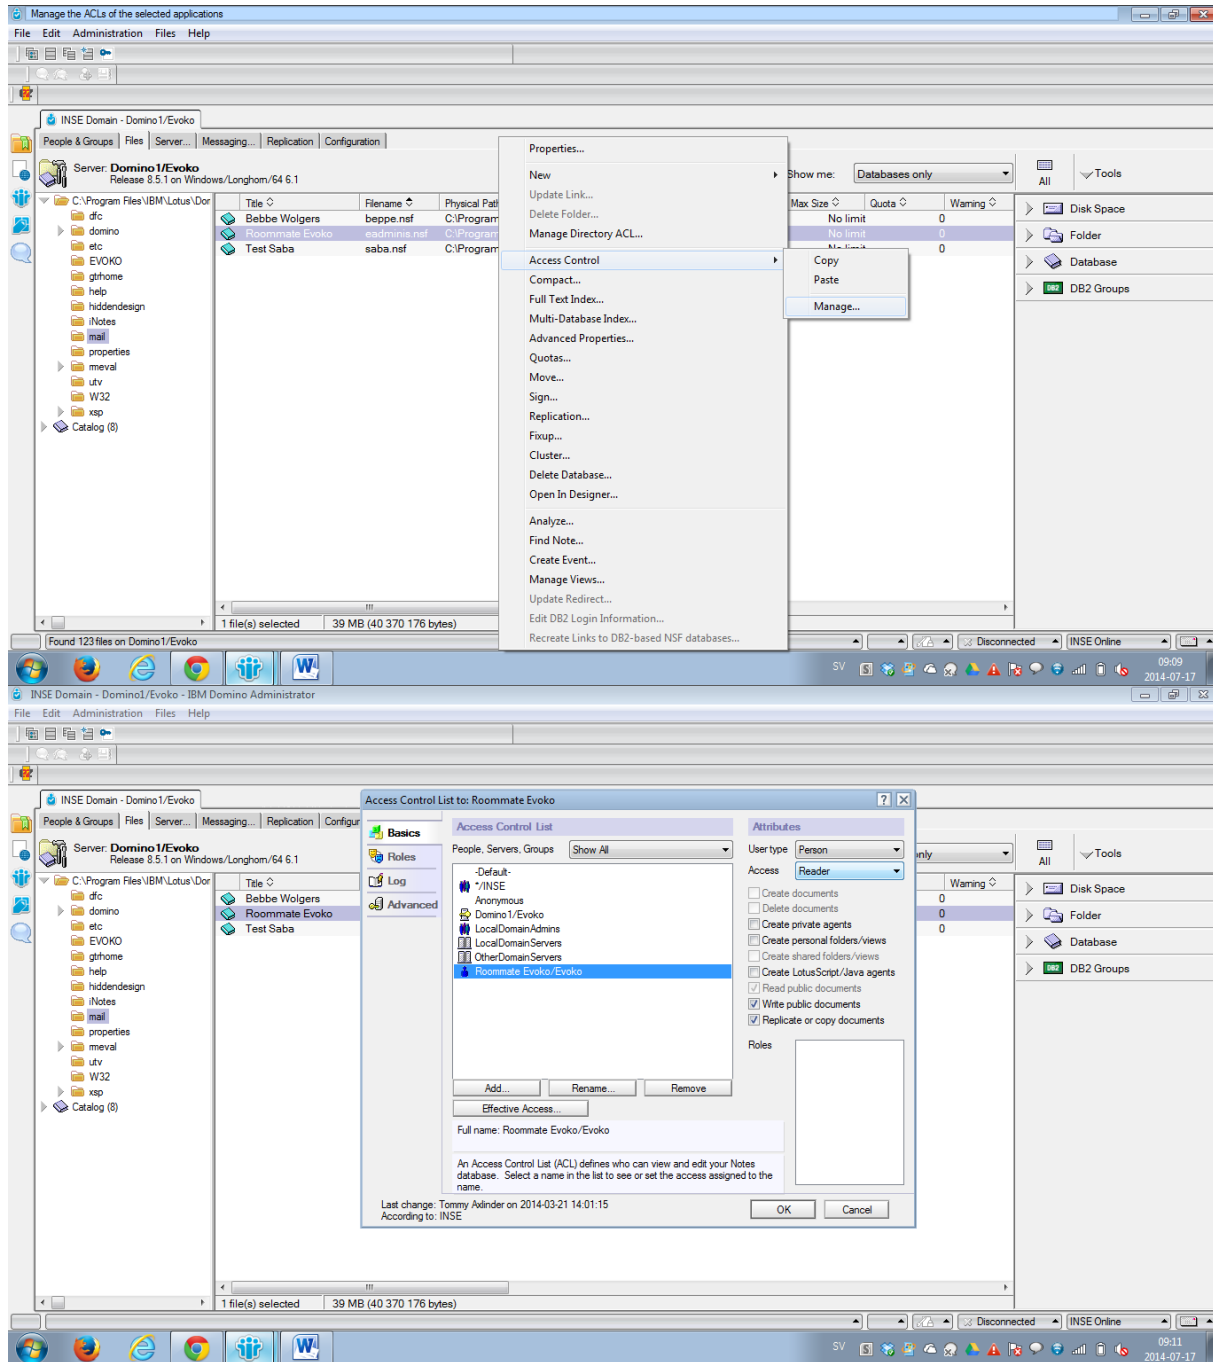 Manage the ACLs of the selected applications
File Edit Administration Files Help
INSE Domain - Domino1/Evoko
People & Groups Files Server... Messaging... Replication Configuration
Server: Domino1/Evoko
Release 8.5.1 on Windows/Longhorn/64 6.1
Show me: Databases only
All
Tools
C:\Program Files\IBM\Lotus\Dor
dfc
domino
etc
EVOKO
gtrhome
help
hiddendesign
iNotes
mail
properties
rmeval
utv
W32
xsp
Catalog (8)
Title Filename Physical Pat Max Size Quota Warning
Bebbe Wolgers beppe.nsf C:\Program No limit 0
Roommate Evoko eadminis.nsf C:\Program No limit 0
Test Saba saba.nsf C:\Program No limit 0
Properties...
New
Update Link...
Delete Folder...
Manage Directory ACL...
Access Control
Compact...
Full Text Index...
Multi-Database Index...
Advanced Properties...
Quotas...
Move...
Sign...
Replication...
Fixup...
Cluster...
Delete Database...
Open In Designer...
Analyze...
Find Note...
Create Event...
Manage Views...
Update Redirect...
Edit DB2 Login Information...
Recreate Links to DB2-based NSF databases...
Copy
Paste
Manage...
Disk Space
Folder
Database
DB2 DB2 Groups
1 file(s) selected 39 MB (40 370 176 bytes)
Found 123 files on Domino1/Evoko
Disconnected INSE Online
SV
09:09
2014-07-17
INSE Domain - Domino1/Evoko - IBM Domino Administrator
File Edit Administration Files Help
INSE Domain - Domino1/Evoko
People & Groups Files Server... Messaging... Replication Configur
Server: Domino1/Evoko
Release 8.5.1 on Windows/Longhorn/64 6.1
only
All
Tools
C:\Program Files\IBM\Lotus\Dor
dfc
domino
etc
EVOKO
gtrhome
help
hiddendesign
iNotes
mail
properties
rmeval
utv
W32
xsp
Catalog (8)
Title Warning
Bebbe Wolgers 0
Roommate Evoko 0
Test Saba 0
Access Control List to: Roommate Evoko
Basics
Roles
Log
Advanced
Access Control List
People, Servers, Groups Show All
-Default-
*/INSE
Anonymous
Domino1/Evoko
LocalDomainAdmins
LocalDomainServers
OtherDomainServers
Roommate Evoko/Evoko
Add... Rename... Remove
Effective Access...
Full name: Roommate Evoko/Evoko
An Access Control List (ACL) defines who can view and edit your Notes
database. Select a name in the list to see or set the access assigned to the
name.
Last change: Tommy Axlinder on 2014-03-21 14:01:15
According to: INSE
Attributes
User type Person
Access Reader
Create documents
Delete documents
Create private agents
Create personal folders/views
Create shared folders/views
Create LotusScript/Java agents
Read public documents
Write public documents
Replicate or copy documents
Roles
OK Cancel
Disk Space
Folder
Database
DB2 DB2 Groups
1 file(s) selected 39 MB (40 370 176 bytes)
Disconnected INSE Online
SV
09:11
2014-07-17